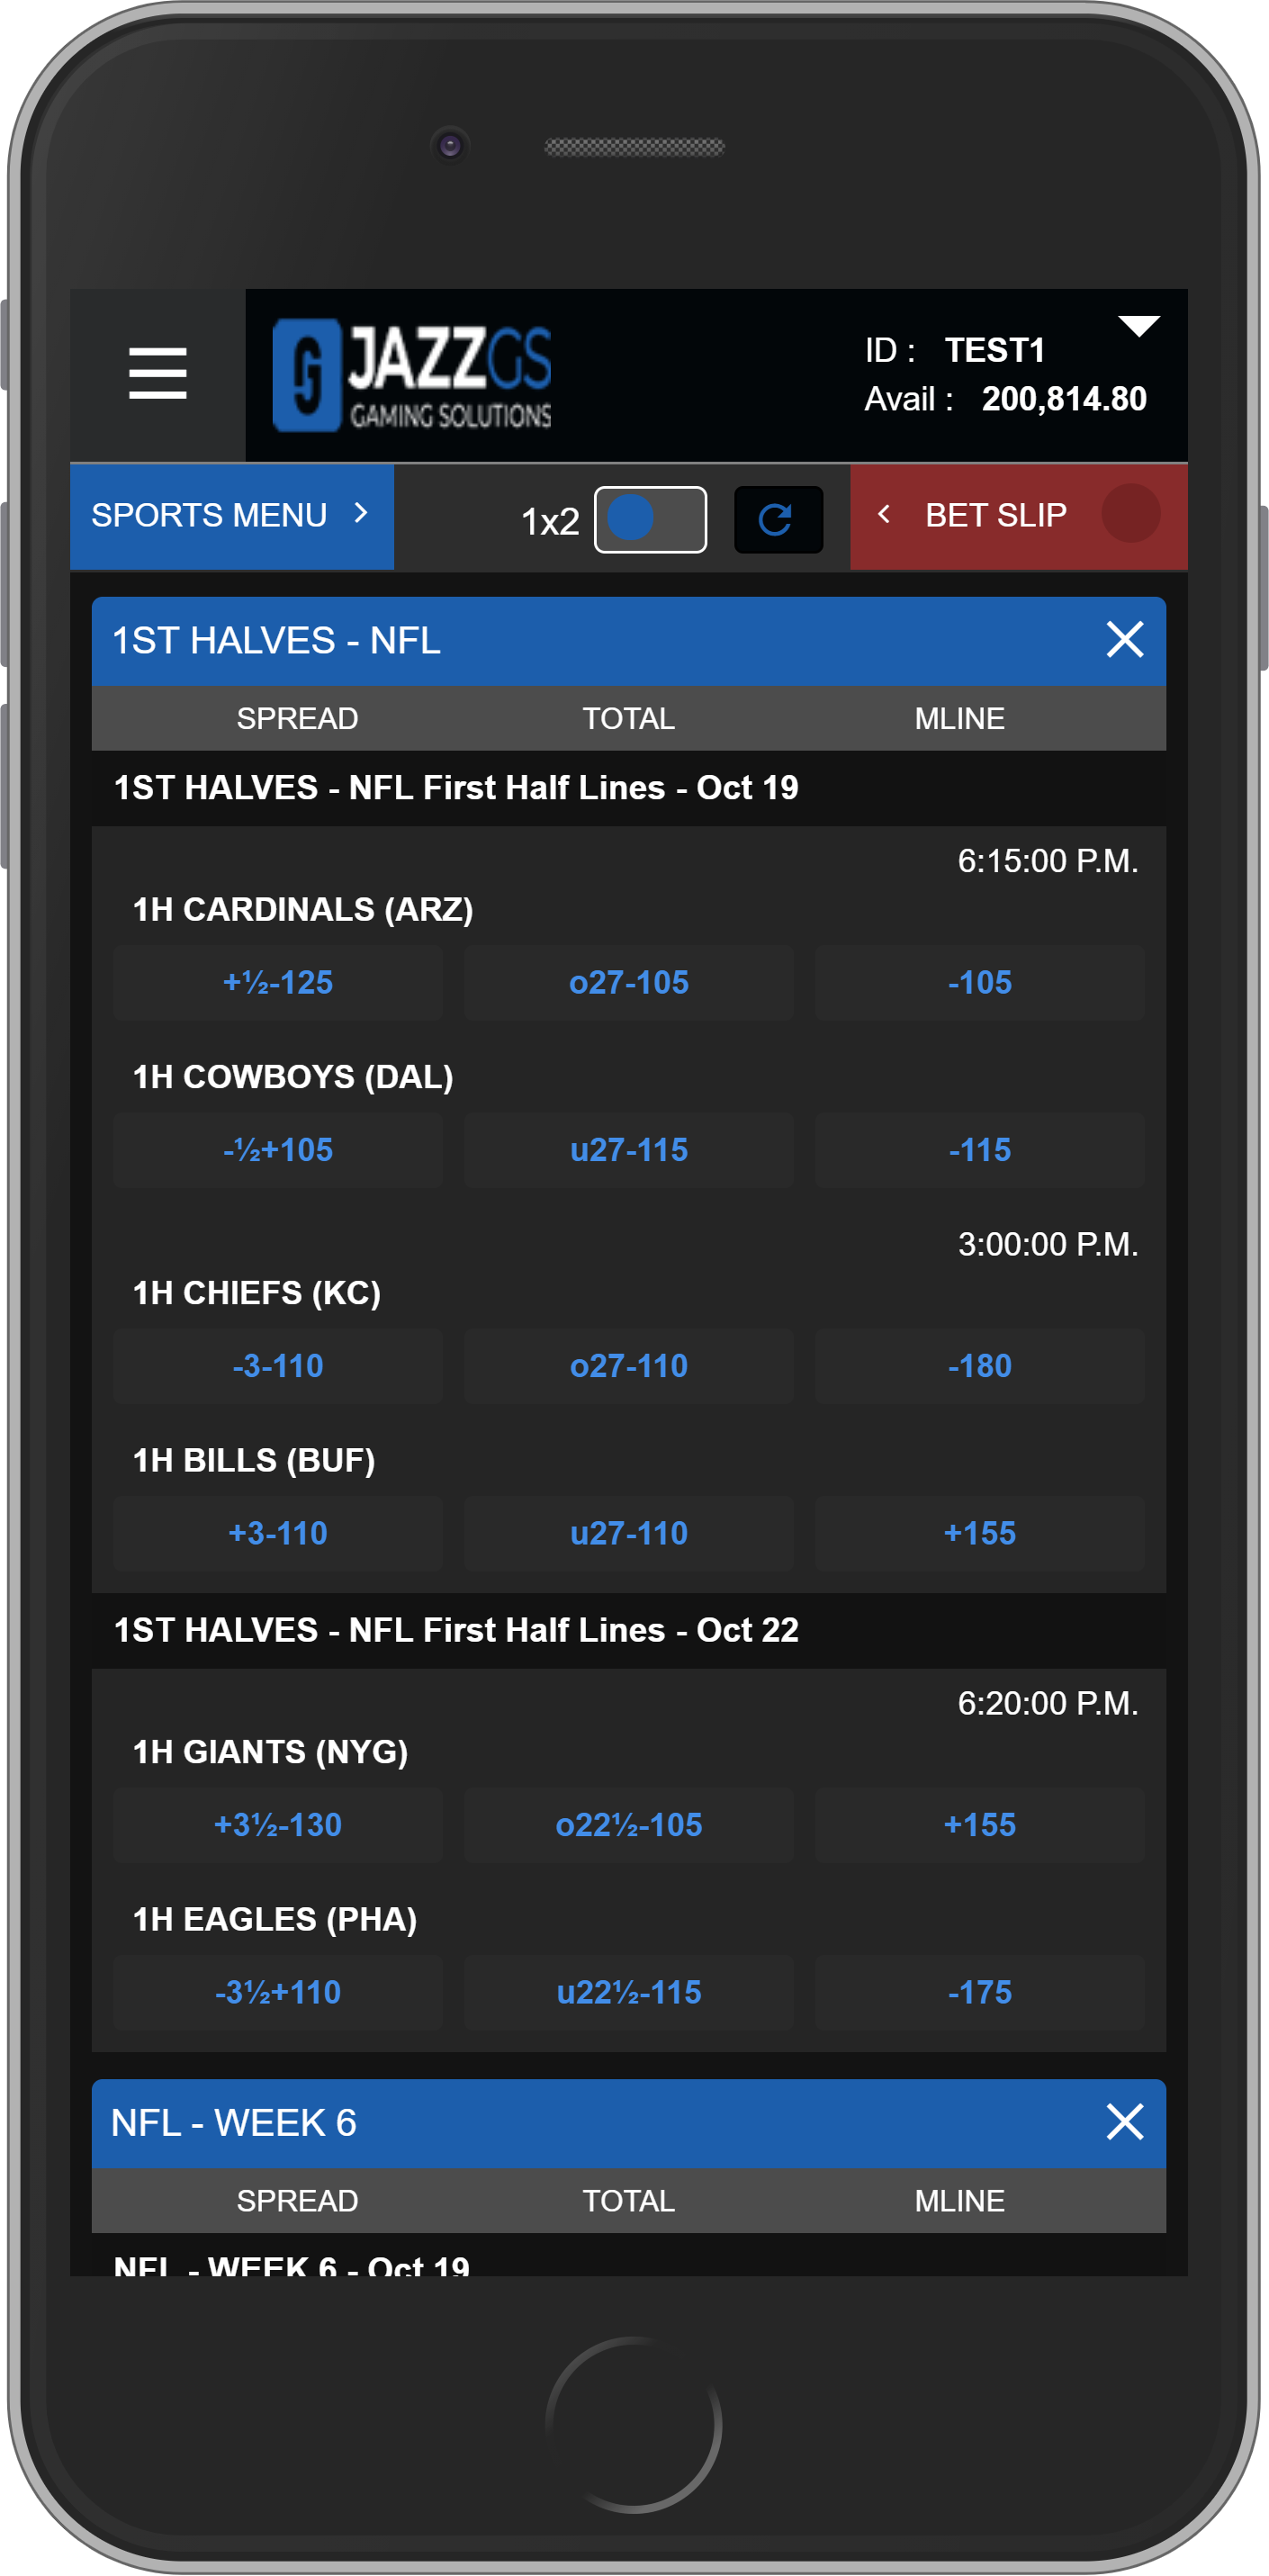 JAZZGS
GAMING SOLUTIONS
ID : TEST1
Avail : 200,814.80
SPORTS MENU
1x2
BET SLIP
1ST HALVES - NFL
SPREAD TOTAL MLINE
1ST HALVES - NFL First Half Lines - Oct 19
6:15:00 P.M.
1H CARDINALS (ARZ)
+½-125 o27-105 -105
1H COWBOYS (DAL)
-½+105 u27-115 -115
3:00:00 P.M.
1H CHIEFS (KC)
-3-110 o27-110 -180
1H BILLS (BUF)
+3-110 u27-110 +155
1ST HALVES - NFL First Half Lines - Oct 22
6:20:00 P.M.
1H GIANTS (NYG)
+3½-130 o22½-105 +155
1H EAGLES (PHA)
-3½+110 u22½-115 -175
NFL - WEEK 6
SPREAD TOTAL MLINE
NFL - WEEK 6 - Oct 19